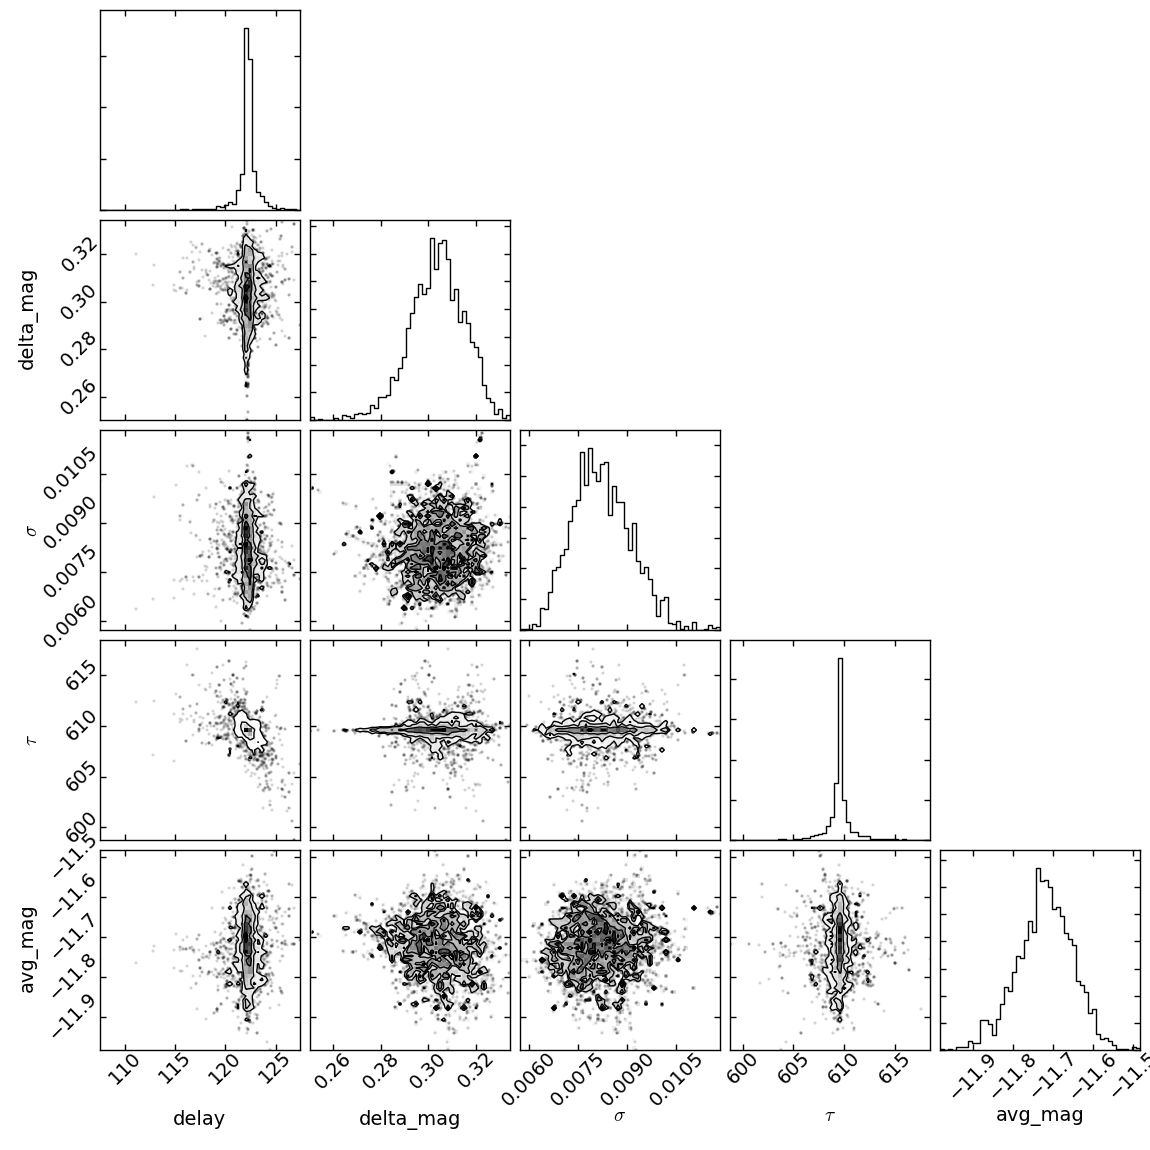 delta_mag
0.32
0.30
0.28
0.26
σ
0.0105
0.0090
0.0075
0.0060
τ
615
610
605
600
avg_mag
−11.5
−11.6
−11.7
−11.8
−11.9
110 115 120 125
0.26 0.28 0.30 0.32
0.0060 0.0075 0.0090 0.0105
600 605 610 615
−11.9 −11.8 −11.7 −11.6 −11.5
delay delta_mag σ τ avg_mag